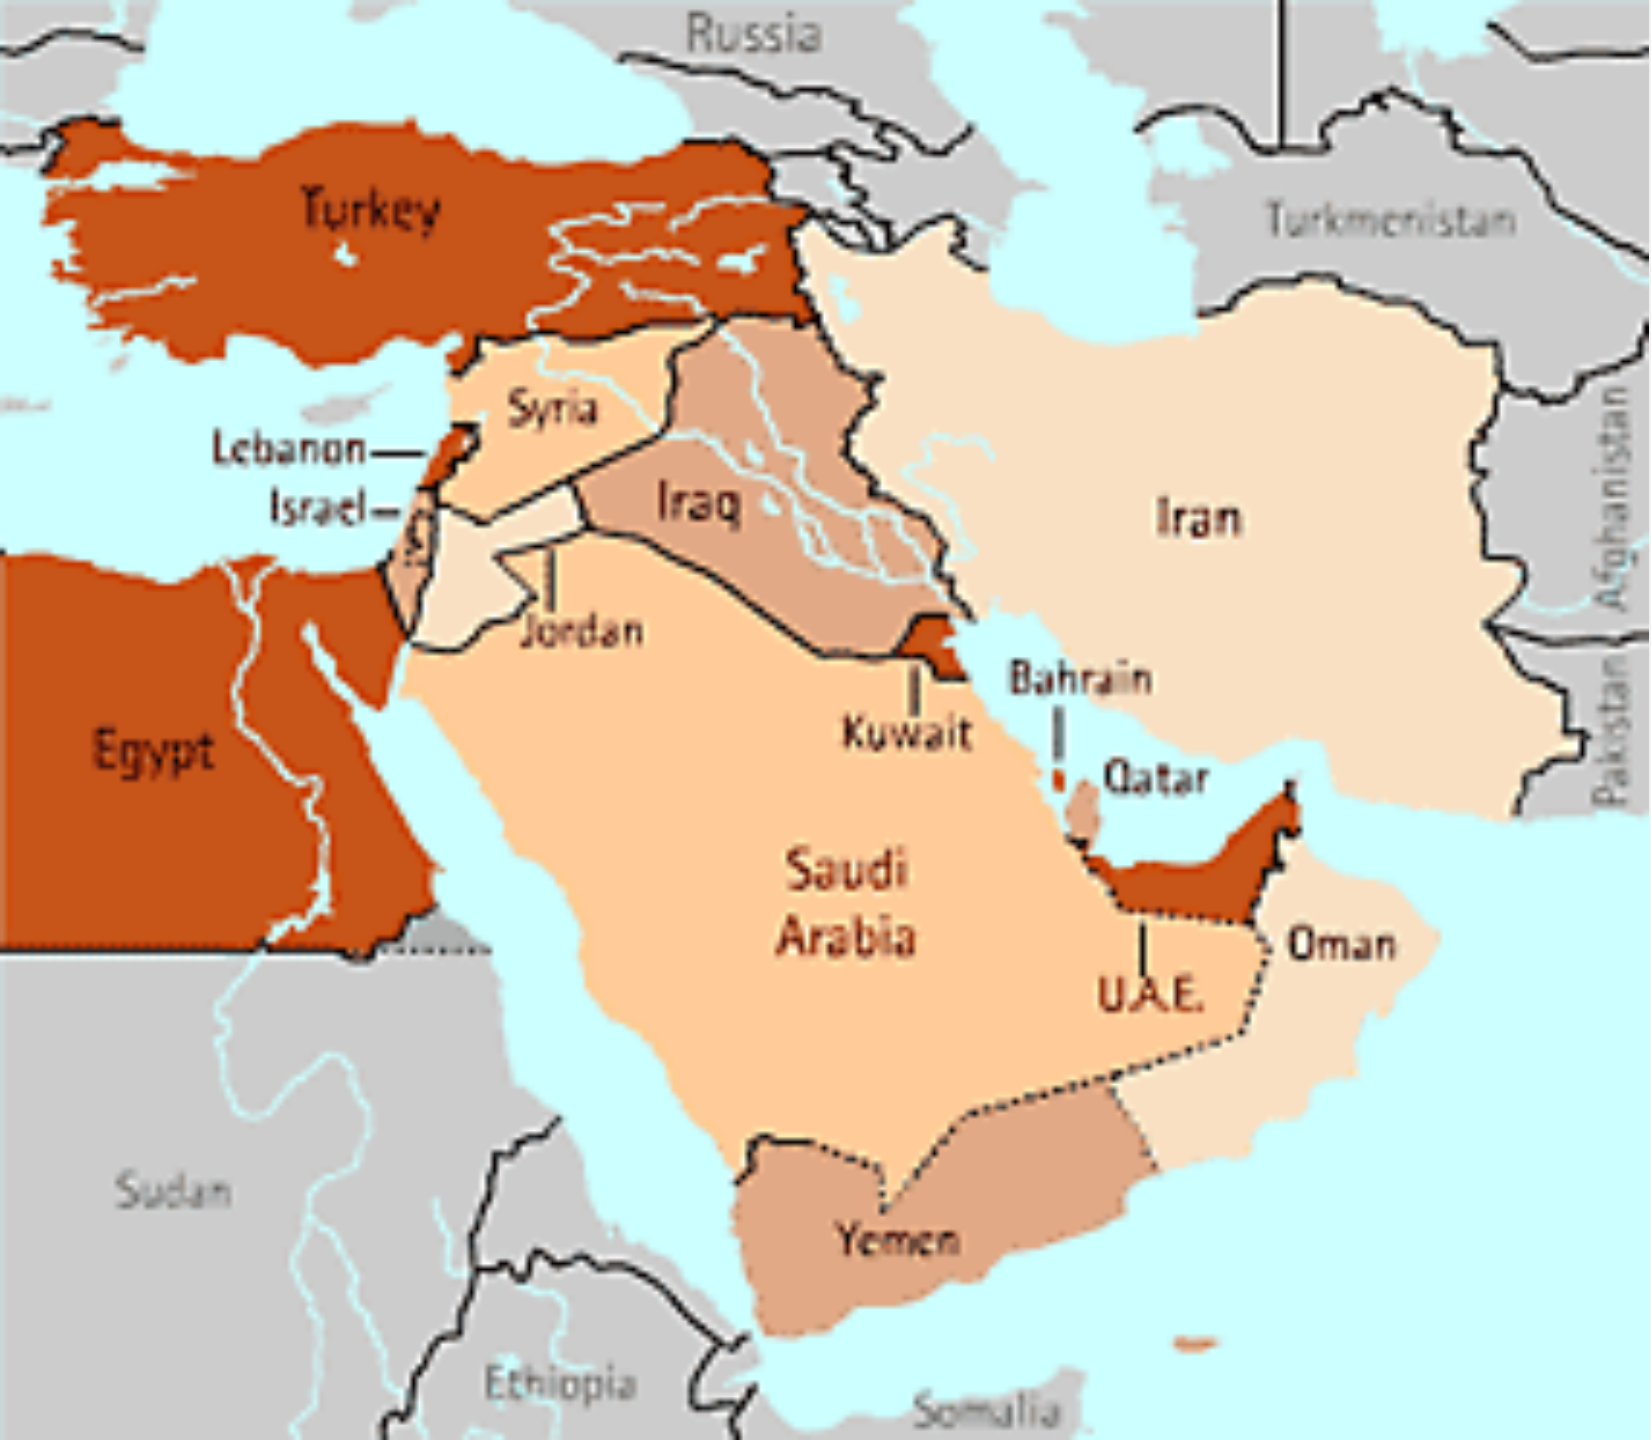 Russia
Turkey
Turkmenistan
Syria
Lebanon
Israel
Iraq
Iran
Afghanistan
Jordan
Bahrain
Kuwait
Egypt
Qatar
Pakistan
Saudi
Arabia
Oman
U.A.E.
Sudan
Yemen
Ethiopia
Somalia